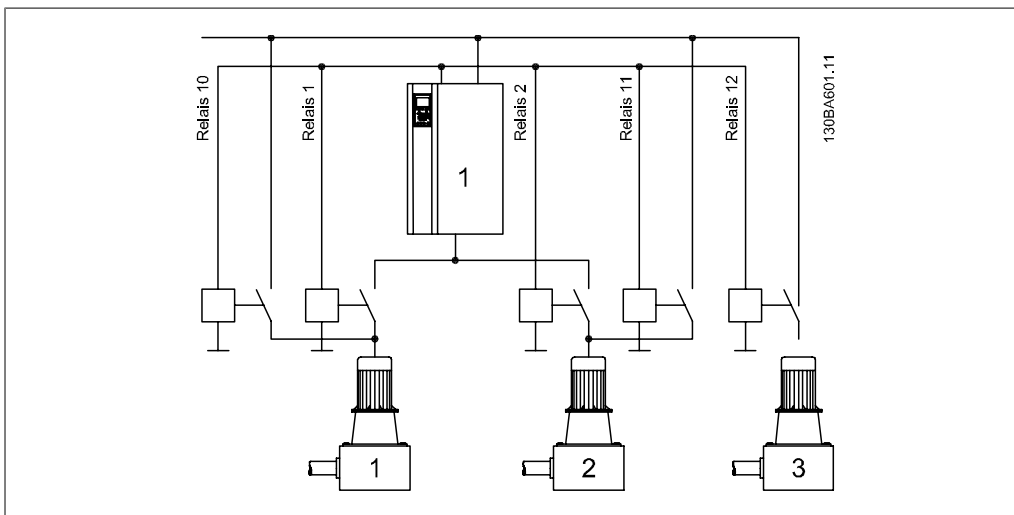 Relais 10
Relais 1
Relais 2
Relais 11
Relais 12
130BA601.11
1
1
2
3